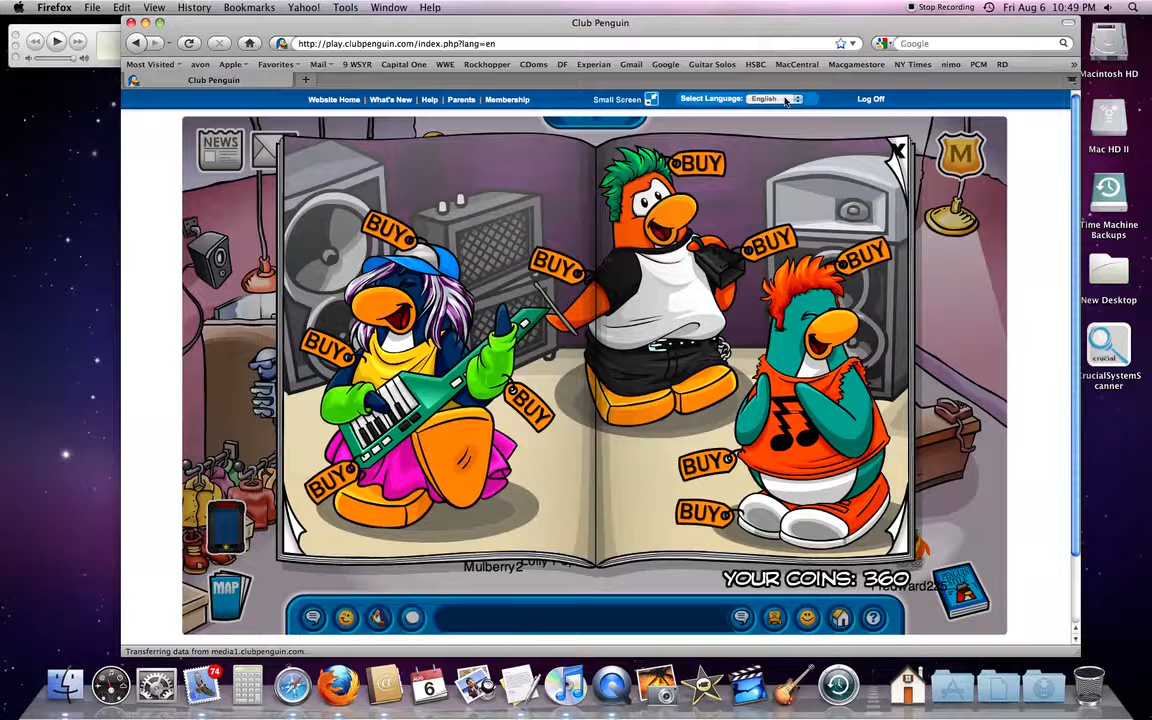 Firefox File Edit View History Bookmarks Yahoo! Tools Window Help
Stop Recording Fri Aug 6 10:49 PM
Club Penguin
http://play.clubpenguin.com/index.php?lang=en
Google
Most Visited avon Apple Favorites Mail 9 WSYR Capital One WWE Rockhopper CDoms DF Experian Gmail Google Guitar Solos HSBC MacCentral Macgamestore NY Times nimo PCM RD
Club Penguin
Website Home | What's New | Help | Parents | Membership
Small Screen
Select Language: English
Log Off
NEWS
M
X
BUY
BUY
BUY
BUY
BUY
BUY
BUY
BUY
BUY
BUY
BUY
Mulberry2
YOUR COINS: 360
MAP
Transferring data from media1.clubpenguin.com...
Macintosh HD
Mac HD II
Time Machine
Backups
New Desktop
crucial
CrucialSystemS
canner
74
AUG
6